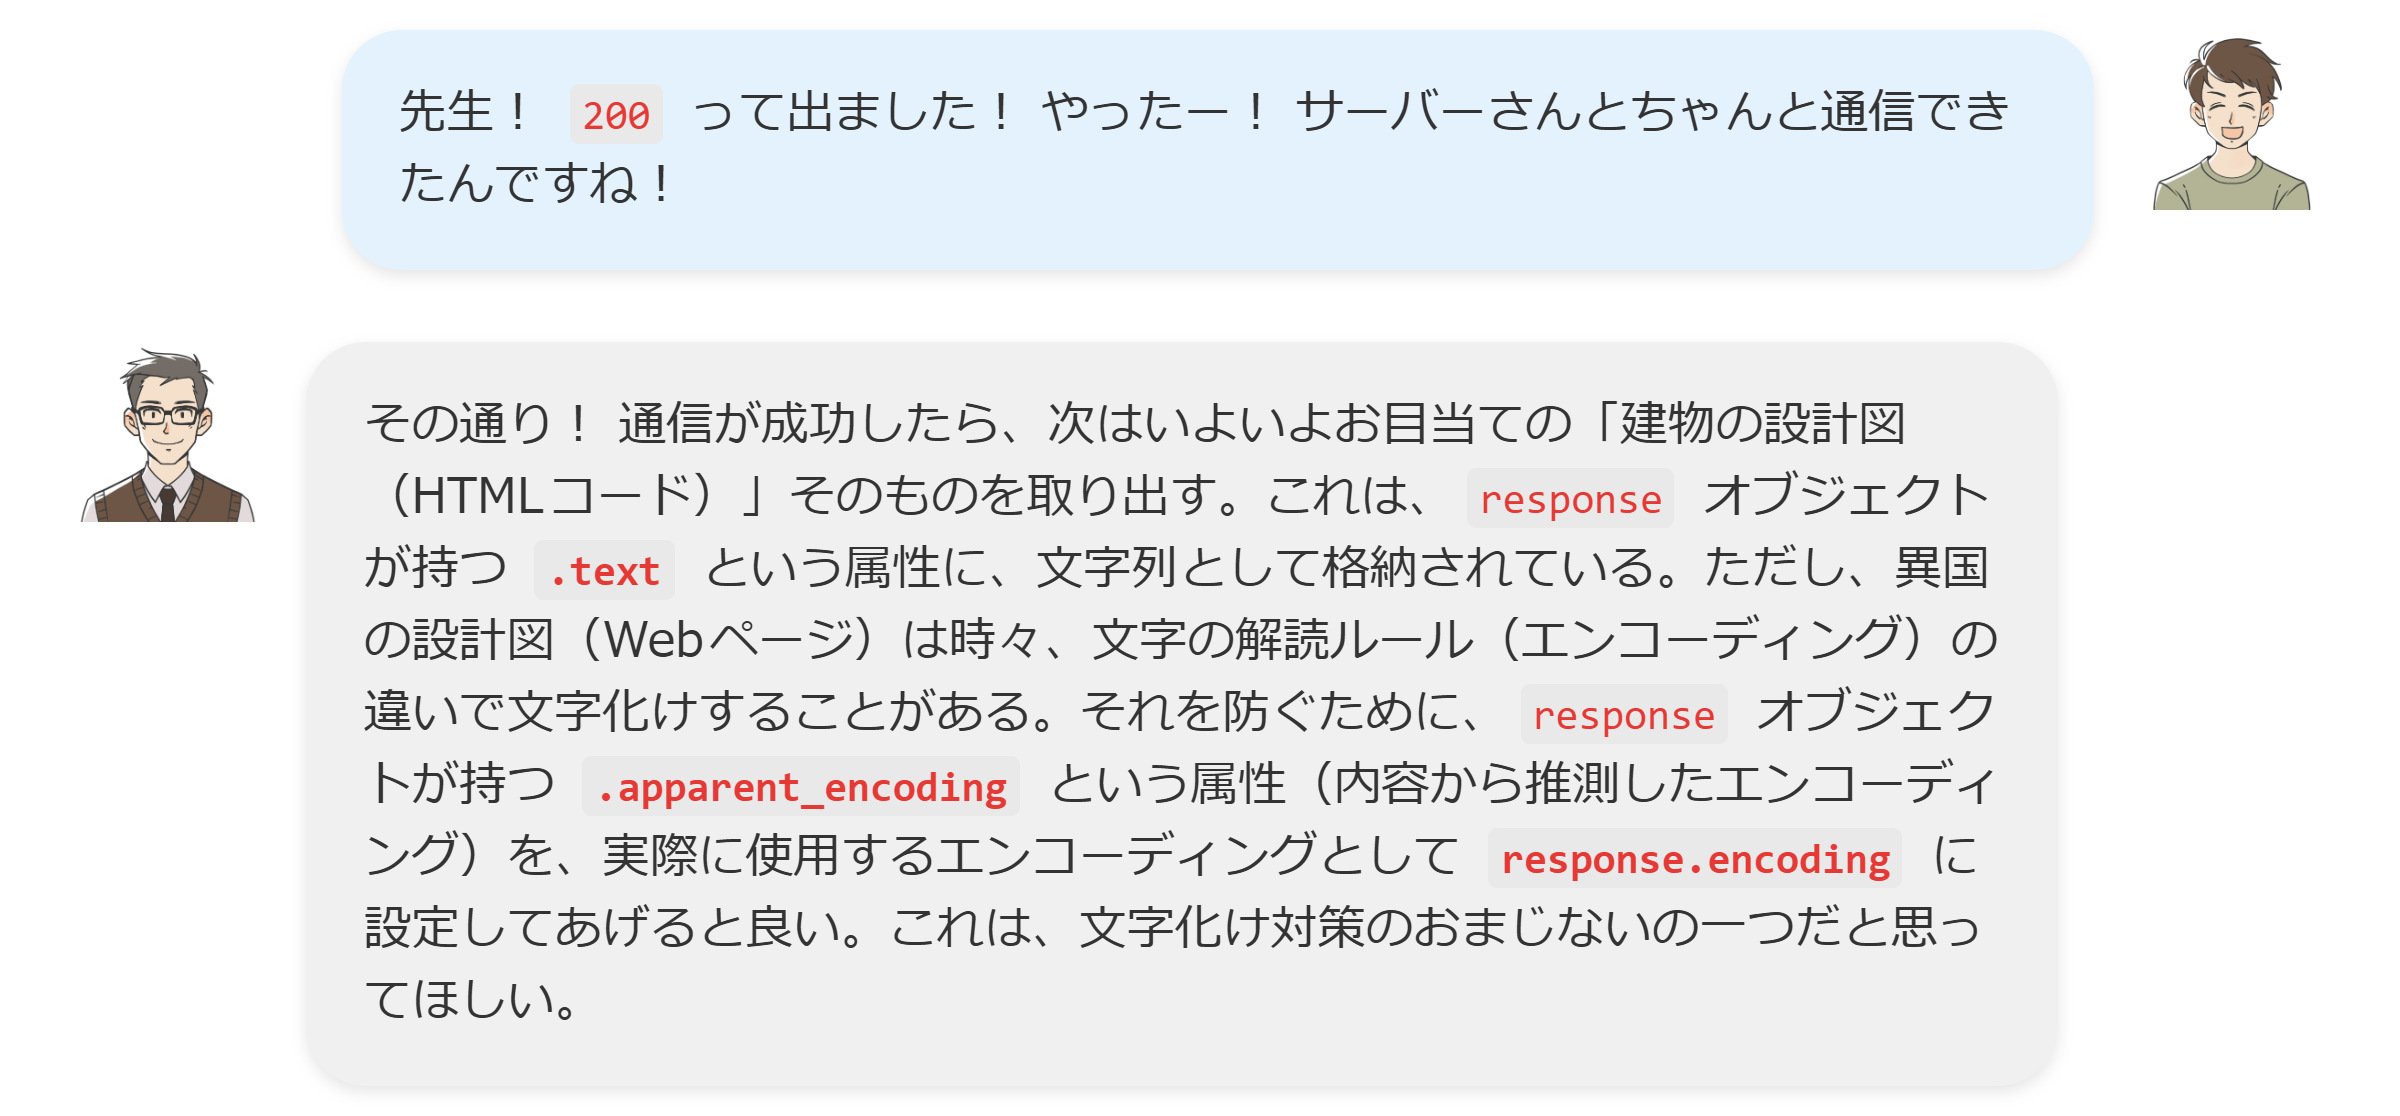 先生！ 200 って出ました！ やったー！ サーバーさんとちゃんと通信でき
たんですね！
その通り！ 通信が成功したら、次はいよいよお目当ての「建物の設計図
（HTMLコード）」そのものを取り出す。これは、 response オブジェクト
が持つ .text という属性に、文字列として格納されている。ただし、異国
の設計図（Webページ）は時々、文字の解読ルール（エンコーディング）の
違いで文字化けすることがある。それを防ぐために、 response オブジェク
トが持つ .apparent_encoding という属性（内容から推測したエンコーディ
ング）を、実際に使用するエンコーディングとして response.encoding に
設定してあげると良い。これは、文字化け対策のおまじないの一つだと思っ
てほしい。